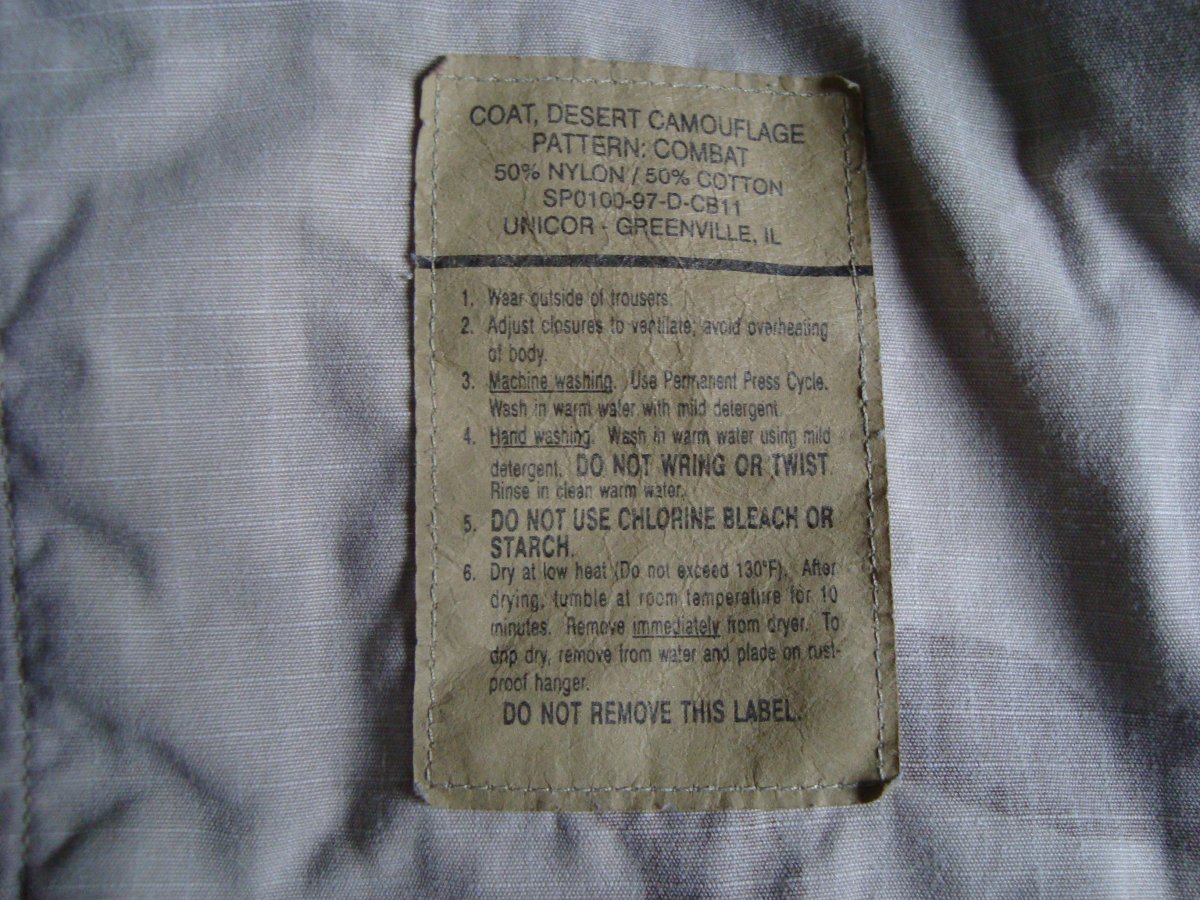 COAT, DESERT CAMOUFLAGE
PATTERN: COMBAT
50% NYLON / 50% COTTON
SP0100-97-D-CB11
UNICOR - GREENVILLE, IL
1. Wear outside of trousers.
2. Adjust closures to ventilate; avoid overheating
of body.
3. Machine washing. Use Permanent Press Cycle.
Wash in warm water with mild detergent.
4. Hand washing. Wash in warm water using mild
detergent. DO NOT WRING OR TWIST.
Rinse in clean warm water.
5. DO NOT USE CHLORINE BLEACH OR
STARCH.
6. Dry at low heat (Do not exceed 130°F). After
drying, tumble at room temperature for 10
minutes. Remove immediately from dryer. To
drip dry, remove from water and place on rust-
proof hanger.
DO NOT REMOVE THIS LABEL.